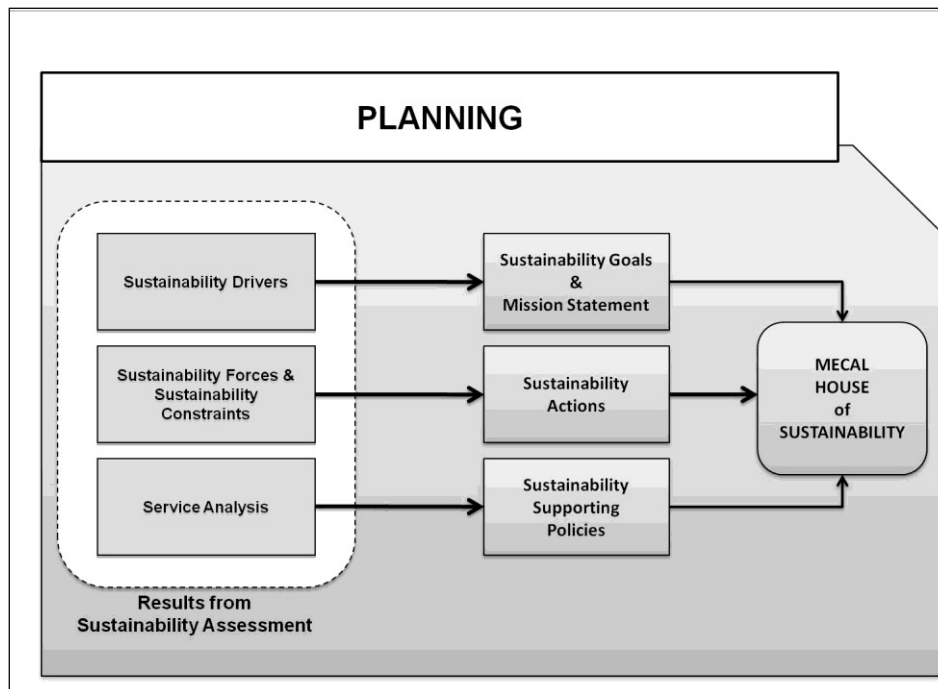 PLANNING
Sustainability Drivers
Sustainability Goals
&
Mission Statement
Sustainability Forces &
Sustainability
Constraints
Sustainability
Actions
MECAL
HOUSE
of
SUSTAINABILITY
Service Analysis
Sustainability
Supporting
Policies
Results from
Sustainability Assessment